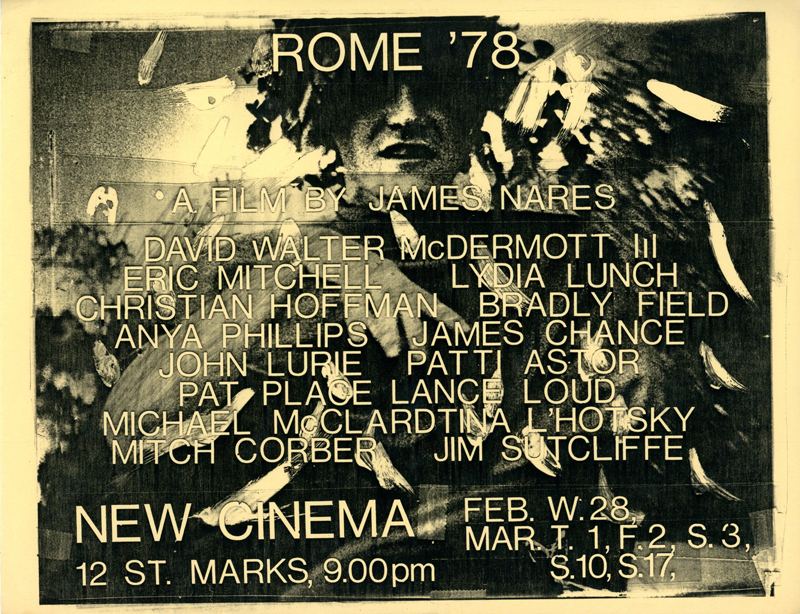 ROME '78
A FILM BY JAMES NARES
DAVID WALTER McDERMOTT III
ERIC MITCHELL LYDIA LUNCH
CHRISTIAN HOFFMAN BRADLY FIELD
ANYA PHILLIPS JAMES CHANCE
JOHN LURIE PATTI ASTOR
PAT PLACE LANCE LOUD
MICHAEL McCLARDTINA L'HOTSKY
MITCH CORBER JIM SUTCLIFFE
NEW CINEMA
12 ST. MARKS, 9.00pm
FEB. W. 28,
MAR. T. 1, F. 2, S. 3,
S.10, S.17,